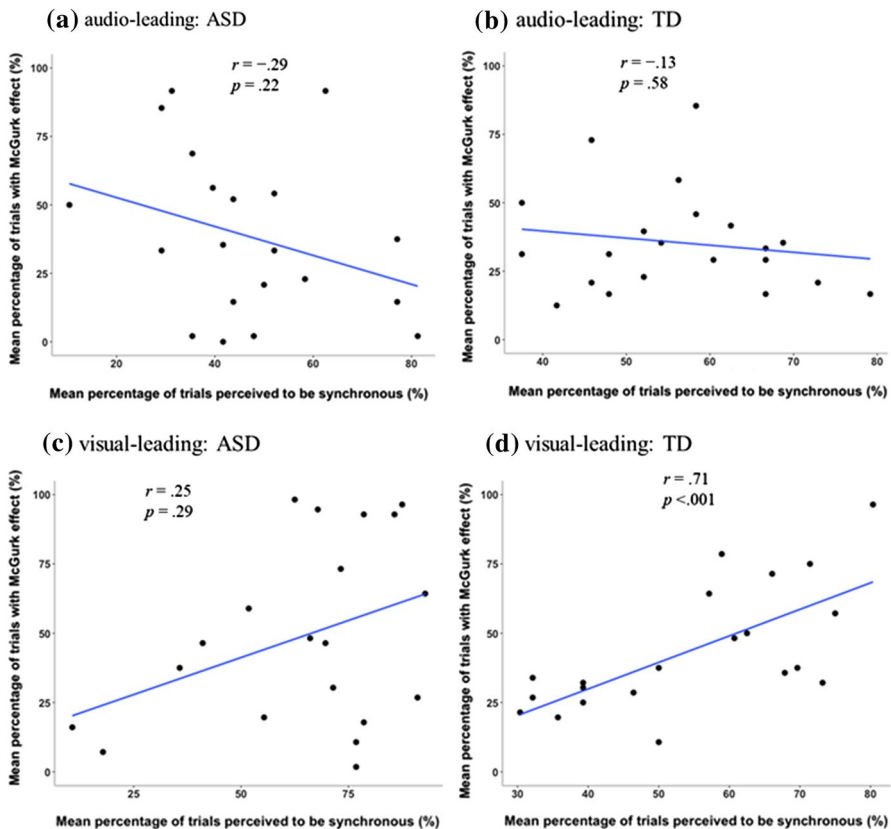 (a) audio-leading: ASD
r = −.29
p = .22
Mean percentage of trials with McGurk effect (%)
100
75
50
25
0
20 40 60 80
Mean percentage of trials perceived to be synchronous (%)
(b) audio-leading: TD
r = −.13
p = .58
Mean percentage of trials with McGurk effect (%)
100
75
50
25
0
40 50 60 70 80
Mean percentage of trials perceived to be synchronous (%)
(c) visual-leading: ASD
r = .25
p = .29
Mean percentage of trials with McGurk effect (%)
100
75
50
25
0
25 50 75
Mean percentage of trials perceived to be synchronous (%)
(d) visual-leading: TD
r = .71
p <.001
Mean percentage of trials with McGurk effect (%)
100
75
50
25
0
30 40 50 60 70 80
Mean percentage of trials perceived to be synchronous (%)